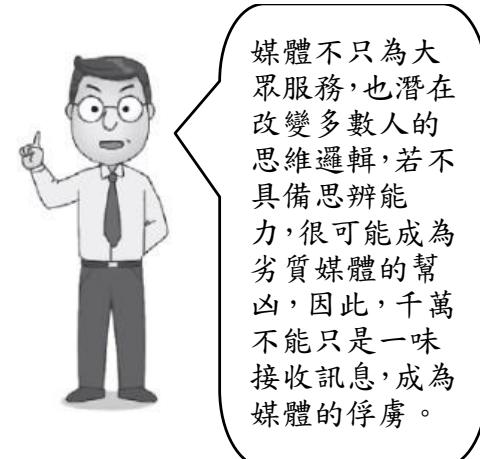 媒體不只為大
眾服務,也潛在
改變多數人的
思維邏輯,若不
具備思辨能
力,很可能成為
劣質媒體的幫
凶,因此,千萬
不能只是一味
接收訊息,成為
媒體的俘虜。